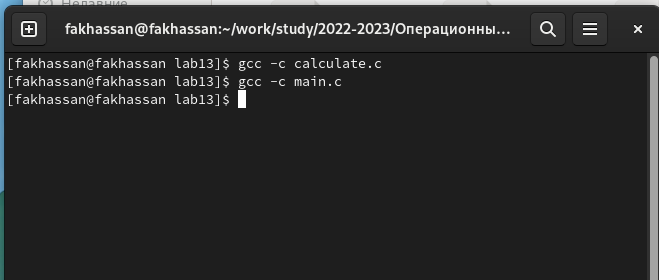 Недавние
fakhassan@fakhassan:~/work/study/2022-2023/Операционны...
[fakhassan@fakhassan lab13]$ gcc -c calculate.c
[fakhassan@fakhassan lab13]$ gcc -c main.c
[fakhassan@fakhassan lab13]$